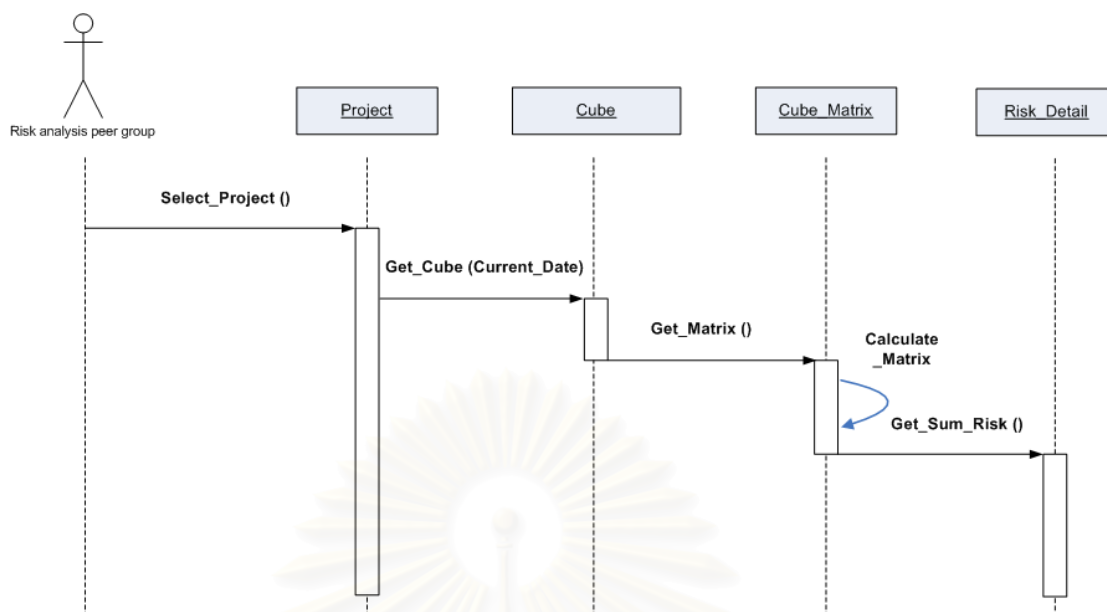 Risk analysis peer group
Project
Cube
Cube_Matrix
Risk_Detail
Select_Project ()
Get_Cube (Current_Date)
Get_Matrix ()
Calculate
_Matrix
Get_Sum_Risk ()